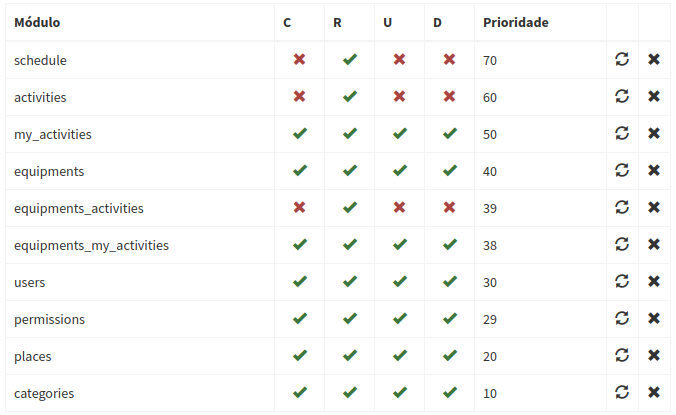 Módulo C R U D Prioridade
schedule 70
activities 60
my_activities 50
equipments 40
equipments_activities 39
equipments_my_activities 38
users 30
permissions 29
places 20
categories 10